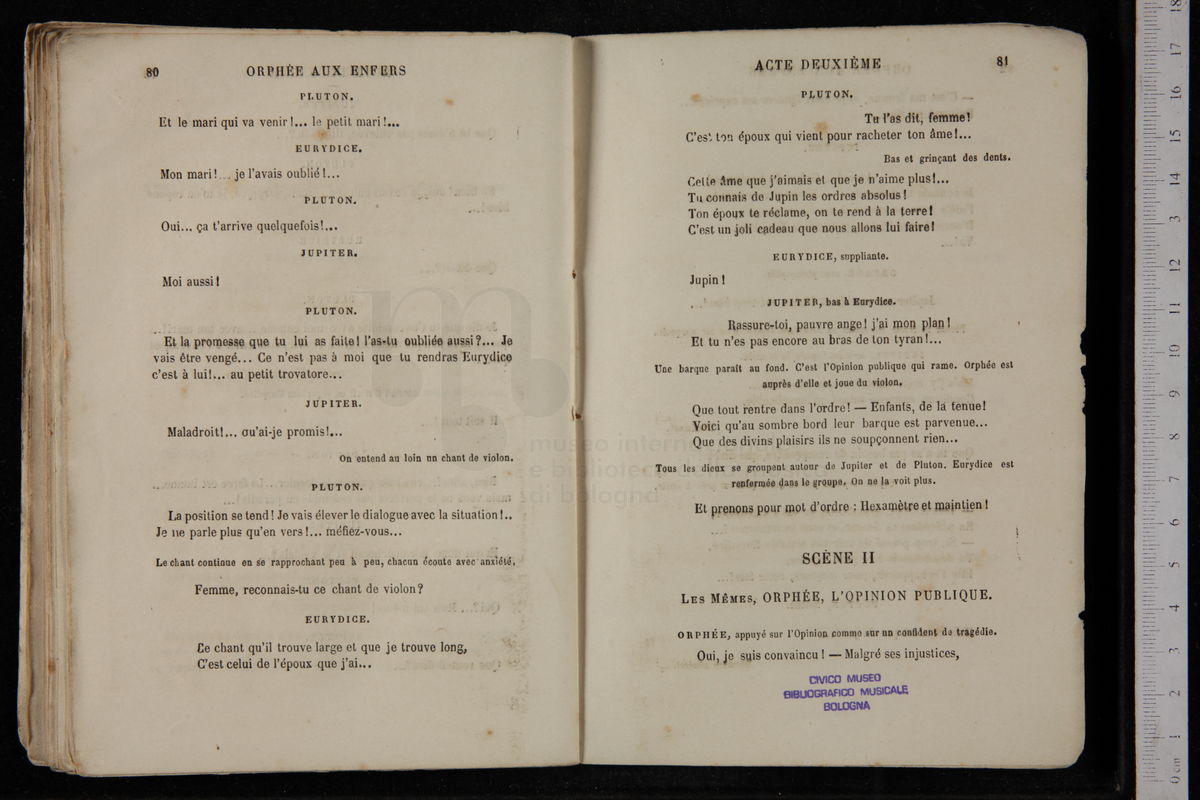 80 ORPHÉE AUX ENFERS
PLUTON.
Et le mari qui va venir!... le petit mari!...
EURYDICE.
Mon mari!... je l'avais oublié!...
PLUTON.
Oui... ça t'arrive quelquefois!...
JUPITER.
Moi aussi!
PLUTON.
Et la promesse que tu lui as faite! l'as-tu oubliée aussi?... Je
vais être vengé... Ce n'est pas à moi que tu rendras Eurydice
c'est à lui!... au petit trovatore...
JUPITER.
Maladroit!... qu'ai-je promis!...
On entend au loin un chant de violon.
PLUTON.
La position se tend! Je vais élever le dialogue avec la situation!..
Je ne parle plus qu'en vers!... méfiez-vous...
Le chant continue en se rapprochant peu à peu, chacun écoute avec anxiété.
Femme, reconnais-tu ce chant de violon?
EURYDICE.
Ce chant qu'il trouve large et que je trouve long,
C'est celui de l'époux que j'ai...
ACTE DEUXIÈME 81
PLUTON.
Tu l'as dit, femme!
C'est ton époux qui vient pour racheter ton âme!...
Bas et grinçant des dents.
Cette âme que j'aimais et que je n'aime plus!...
Tu connais de Jupin les ordres absolus!
Ton époux te réclame, on te rend à la terre!
C'est un joli cadeau que nous allons lui faire!
EURYDICE, suppliante.
Jupin!
JUPITER, bas à Eurydice.
Rassure-toi, pauvre ange! j'ai mon plan!
Et tu n'es pas encore au bras de ton tyran!...
Une barque paraît au fond. C'est l'Opinion publique qui rame. Orphée est
auprès d'elle et joue du violon.
Que tout rentre dans l'ordre! — Enfants, de la tenue!
Voici qu'au sombre bord leur barque est parvenue...
Que des divins plaisirs ils ne soupçonnent rien...
Tous les dieux se groupent autour de Jupiter et de Pluton. Eurydice est
renfermée dans le groupe. On ne la voit plus.
Et prenons pour mot d'ordre : Hexamètre et maintien!
SCÈNE II
LES MÊMES, ORPHÉE, L'OPINION PUBLIQUE.
ORPHÉE, appuyé sur l'Opinion comme sur un confident de tragédie.
Oui, je suis convaincu! — Malgré ses injustices,
CIVICO MUSEO
BIBLIOGRAFICO MUSICALE
BOLOGNA